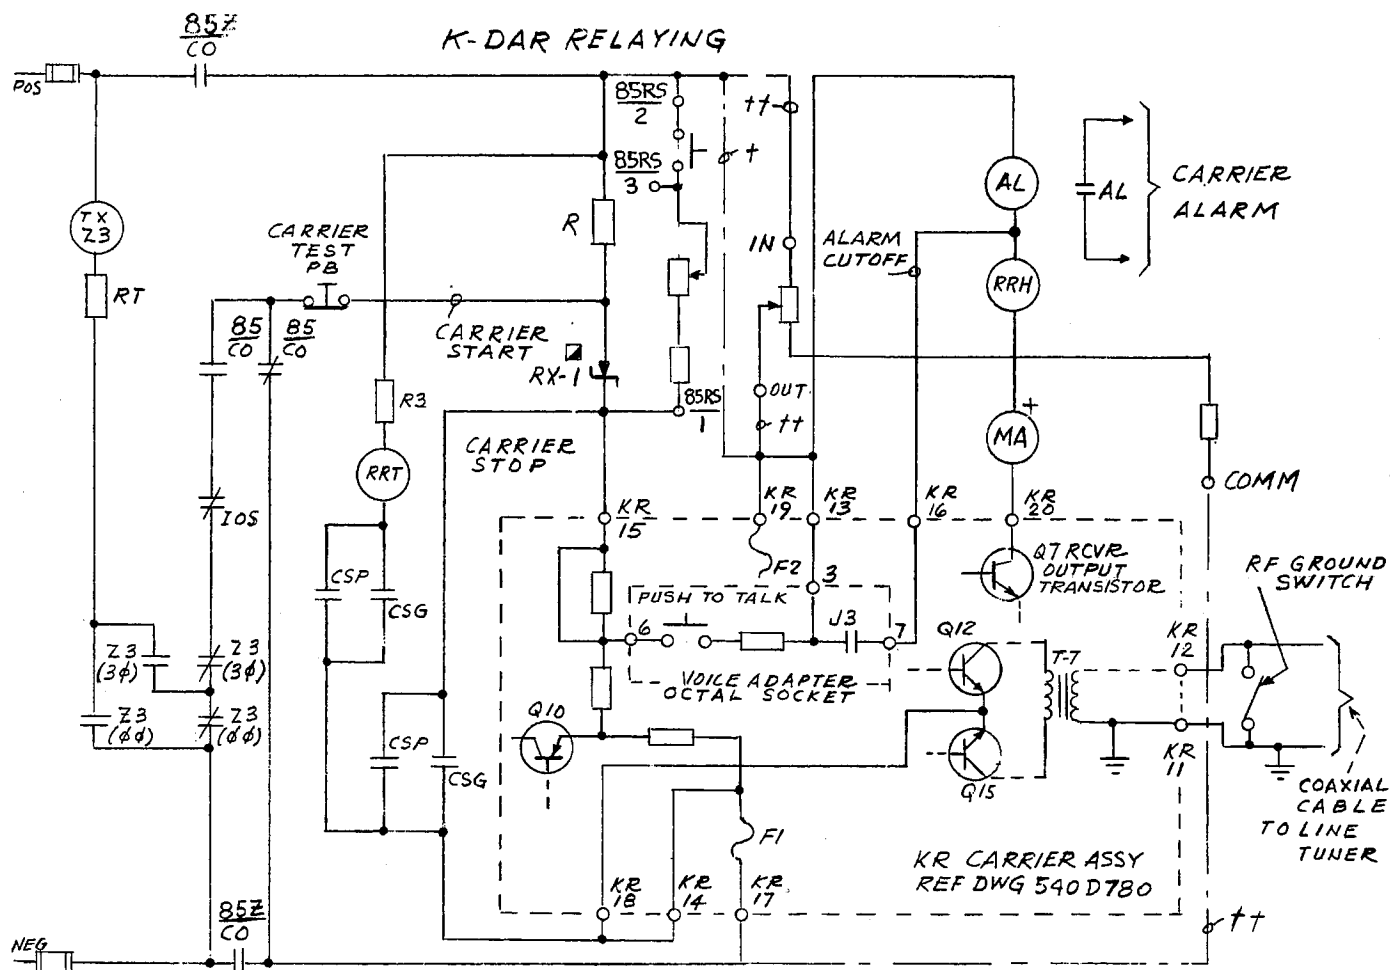 85Z
CO
K-DAR RELAYING
POS
85RS
2
††
†
85RS
3
AL
AL
CARRIER
ALARM
TX
Z3
CARRIER
TEST
PB
R
IN
ALARM
CUTOFF
RRH
RT
85
CO
85
CO
CARRIER
START
RX-1
R3
OUT
85RS
1
††
MA
+
CARRIER
STOP
RRT
COMM
IOS
KR
15
KR
19
KR
13
KR
16
KR
20
Q7 RCVR
OUTPUT
TRANSISTOR
RF GROUND
SWITCH
F2
3
CSP
CSG
PUSH TO TALK
6
J3
7
Q12
KR
12
T-7
Z3
(3φ)
Z3
(3φ)
VOICE ADAPTER
OCTAL SOCKET
Z3
(φφ)
Z3
(φφ)
Q10
CSP
CSG
KR
11
Q15
COAXIAL
CABLE
TO LINE
TUNER
F1
KR CARRIER ASSY
REF DWG 540D780
KR
18
KR
14
KR
17
85Z
CO
††
NEG